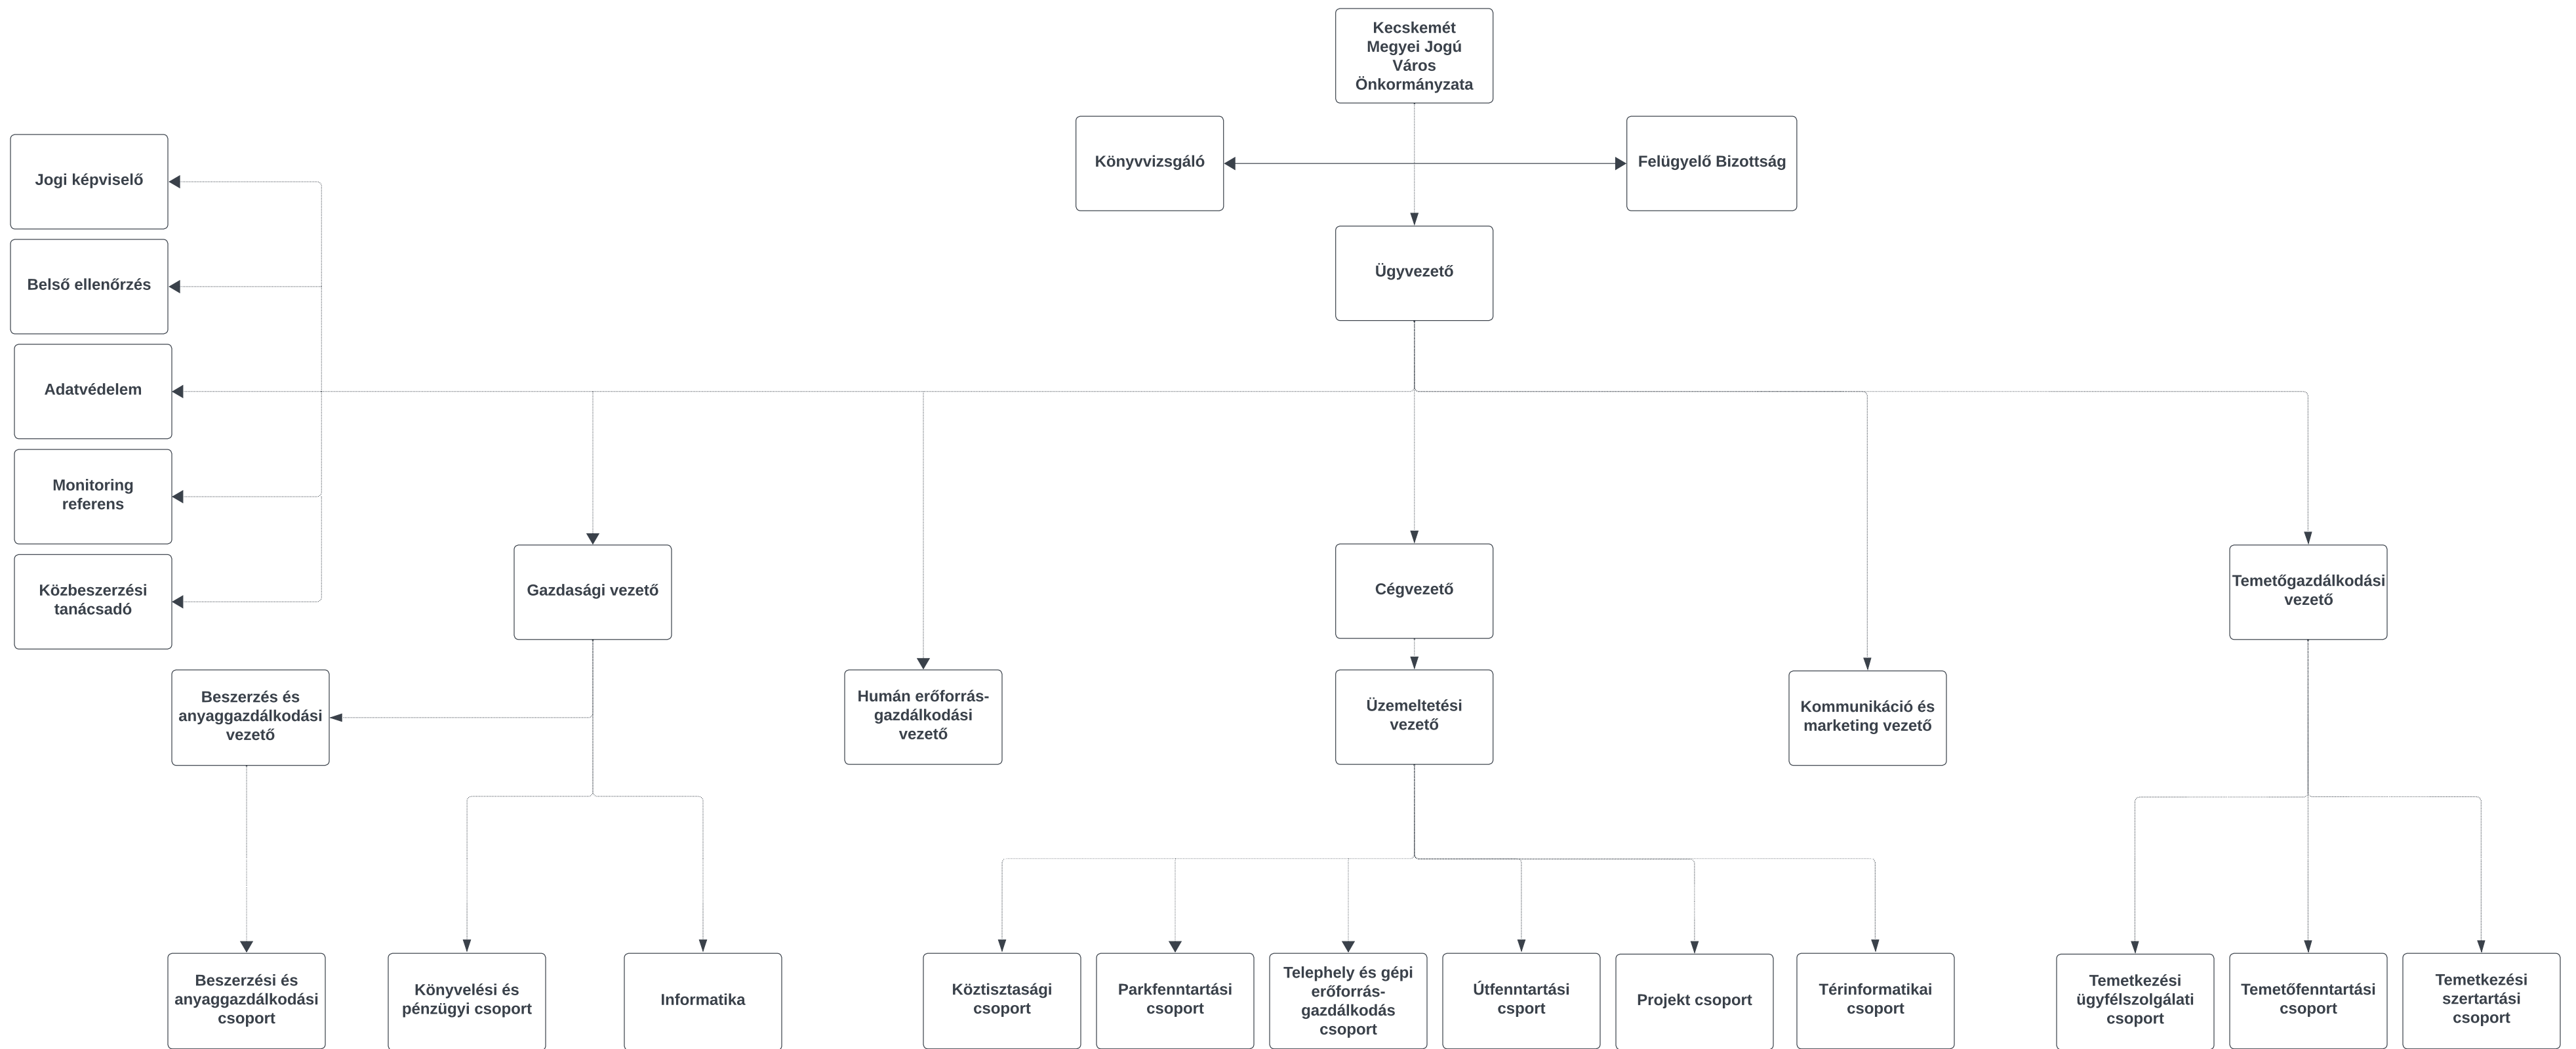 Kecskemét
Megyei Jogú
Város
Önkormányzata
Könyvvizsgáló
Felügyelő Bizottság
Jogi képviselő
Ügyvezető
Belső ellenőrzés
Adatvédelem
Monitoring
referens
Közbeszerzési
tanácsadó
Gazdasági vezető
Cégvezető
Temetőgazdálkodási
vezető
Beszerzés és
anyaggazdálkodási
vezető
Humán erőforrás-
gazdálkodási
vezető
Üzemeltetési
vezető
Kommunikáció és
marketing vezető
Beszerzési és
anyaggazdálkodási
csoport
Könyvelési és
pénzügyi csoport
Informatika
Köztisztasági
csoport
Parkfenntartási
csoport
Telephely és gépi
erőforrás-
gazdálkodás
csoport
Útfenntartási
csport
Projekt csoport
Térinformatikai
csoport
Temetkezési
ügyfélszolgálati
csoport
Temetőfenntartási
csoport
Temetkezési
szertartási
csoport